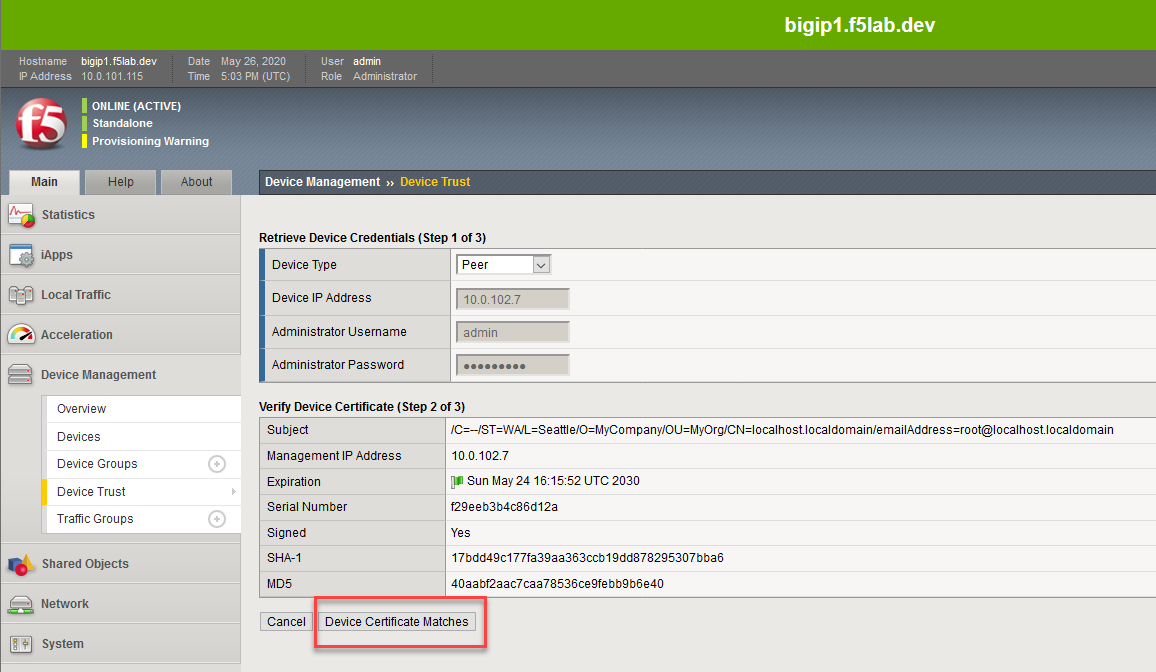 bigip1.f5lab.dev
Hostname bigip1.f5lab.dev Date May 26, 2020 User admin
IP Address 10.0.101.115 Time 5:03 PM (UTC) Role Administrator
f5
ONLINE (ACTIVE)
Standalone
Provisioning Warning
Main Help About
Device Management ›› Device Trust
Statistics
iApps
Local Traffic
Acceleration
Device Management
Overview
Devices
Device Groups
Device Trust
Traffic Groups
Shared Objects
Network
System
Retrieve Device Credentials (Step 1 of 3)
Device Type Peer
Device IP Address 10.0.102.7
Administrator Username admin
Administrator Password •••••••••
Verify Device Certificate (Step 2 of 3)
Subject /C=--/ST=WA/L=Seattle/O=MyCompany/OU=MyOrg/CN=localhost.localdomain/emailAddress=root@localhost.localdomain
Management IP Address 10.0.102.7
Expiration Sun May 24 16:15:52 UTC 2030
Serial Number f29eeb3b4c86d12a
Signed Yes
SHA-1 17bdd49c177fa39aa363ccb19dd878295307bba6
MD5 40aabf2aac7caa78536ce9febb9b6e40
Cancel Device Certificate Matches